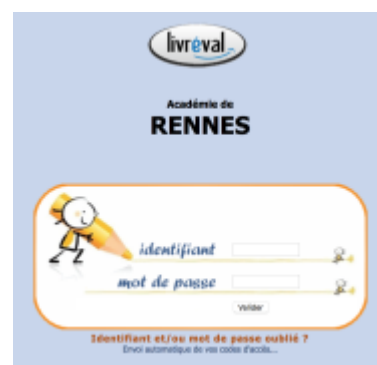 livreval
Académie de
RENNES
identifiant
mot de passe
Valider
Identifiant et/ou mot de passe oublié ?
Envoi automatique de vos codes d'accès...